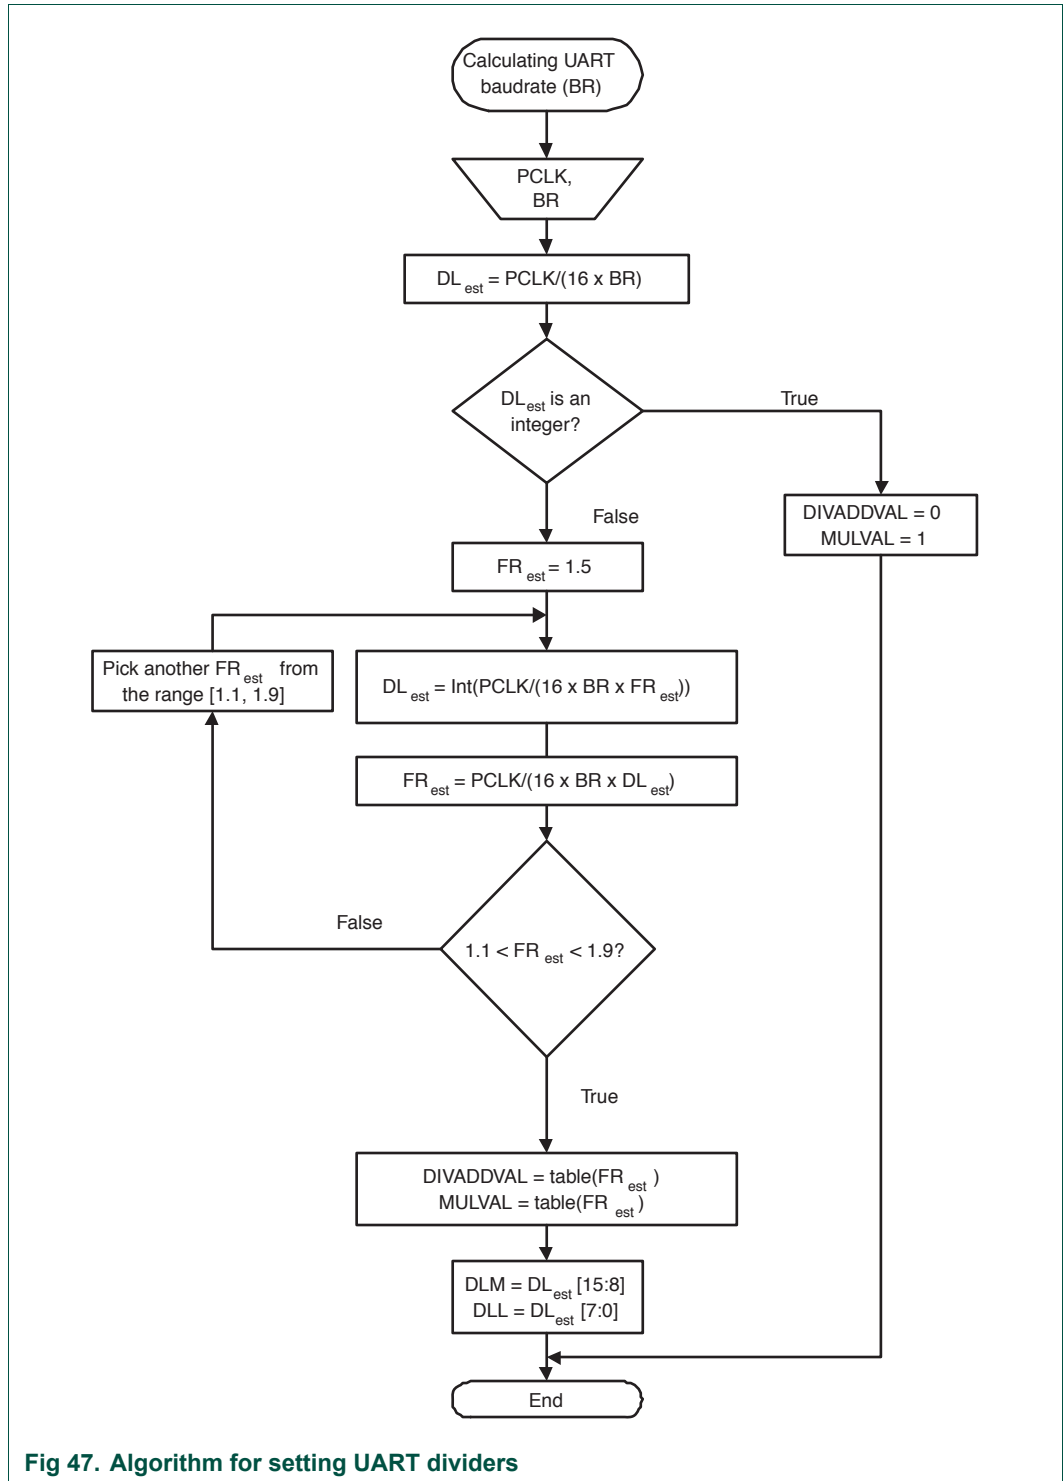 Calculating UART
baudrate (BR)
PCLK,
BR
DL est = PCLK/(16 x BR)
DL est is an
integer?
True
False
DIVADDVAL = 0
MULVAL = 1
FR est = 1.5
Pick another FR est from
the range [1.1, 1.9]
DL est = Int(PCLK/(16 x BR x FR est))
FR est = PCLK/(16 x BR x DL est)
False
1.1 < FR est < 1.9?
True
DIVADDVAL = table(FR est )
MULVAL = table(FR est )
DLM = DL est [15:8]
DLL = DL est [7:0]
End
Fig 47. Algorithm for setting UART dividers